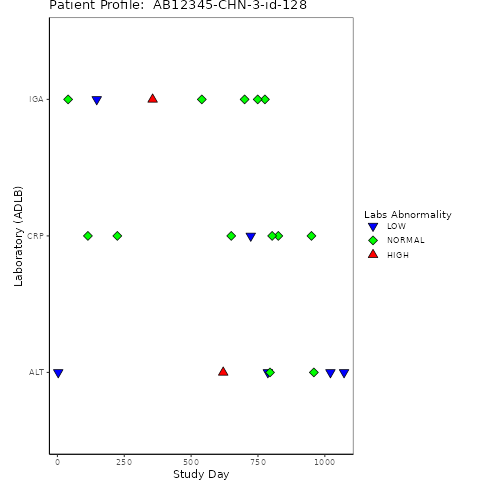 Patient Profile:  AB12345-CHN-3-id-128
Laboratory (ADLB)
IGA
CRP
ALT
0
250
500
750
1000
Study Day
Labs Abnormality
LOW
NORMAL
HIGH